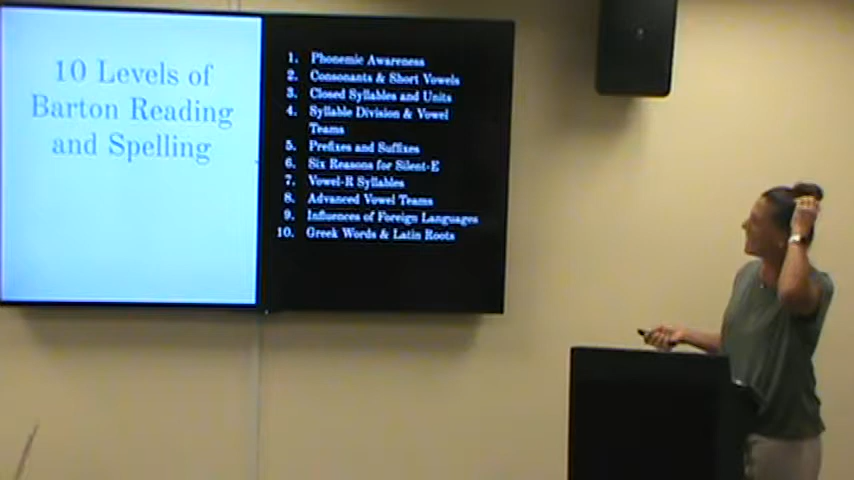 10 Levels of
Barton Reading
and Spelling
1. Phonemic Awareness
2. Consonants & Short Vowels
3. Closed Syllables and Units
4. Syllable Division & Vowel
Teams
5. Prefixes and Suffixes
6. Six Reasons for Silent-E
7. Vowel-R Syllables
8. Advanced Vowel Teams
9. Influences of Foreign Languages
10. Greek Words & Latin Roots